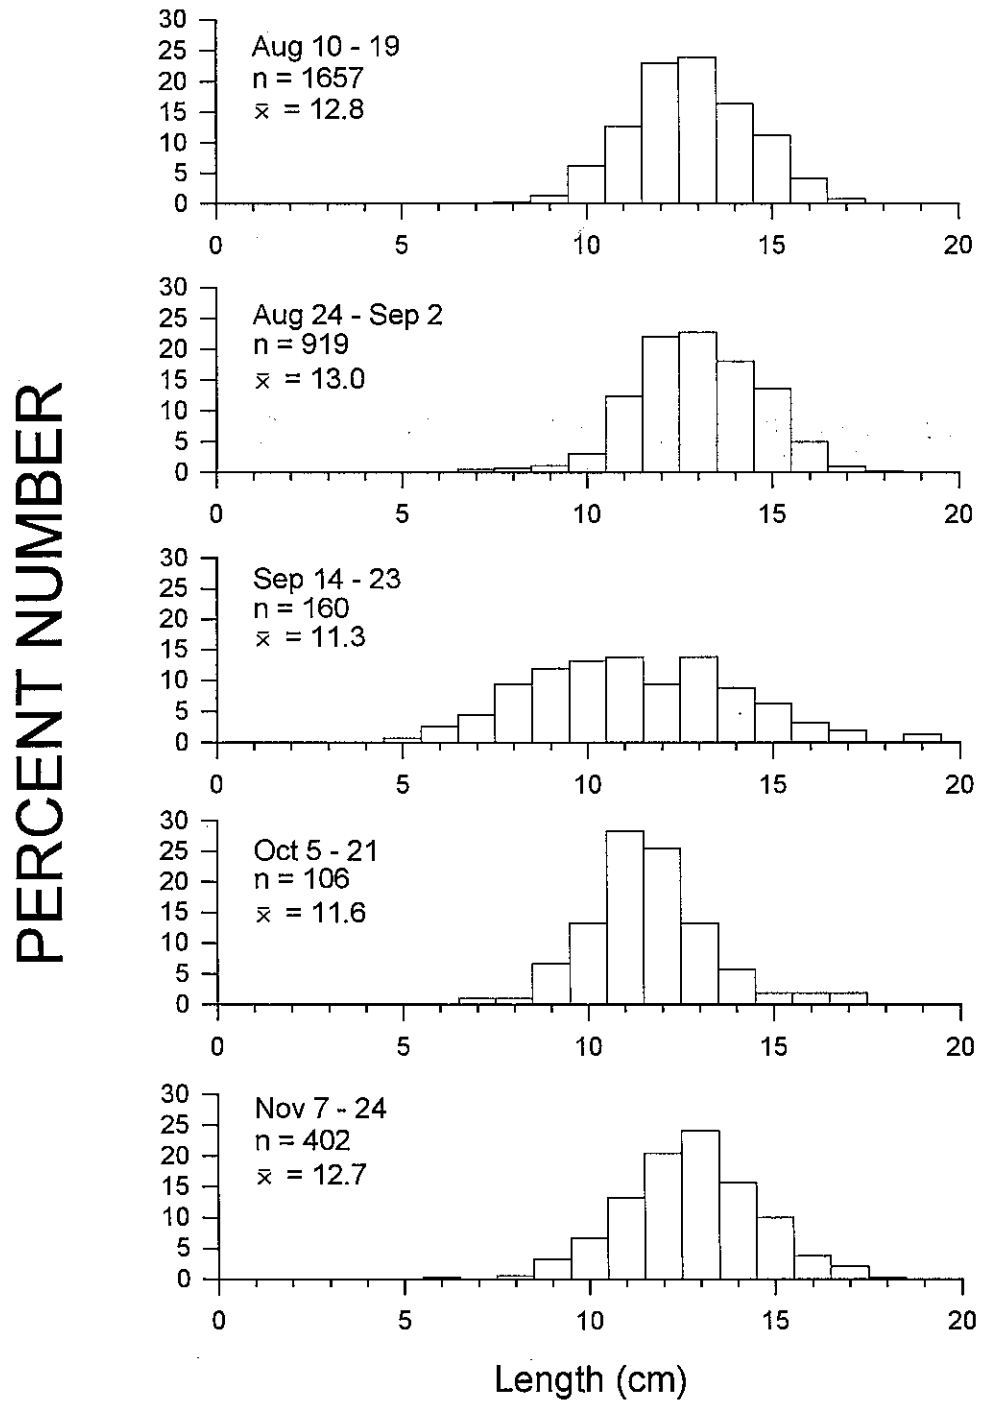 PERCENT NUMBER
30
25
20
15
10
5
0
Aug 10 - 19
n = 1657
x̄ = 12.8
0 5 10 15 20
30
25
20
15
10
5
0
Aug 24 - Sep 2
n = 919
x̄ = 13.0
0 5 10 15 20
30
25
20
15
10
5
0
Sep 14 - 23
n = 160
x̄ = 11.3
0 5 10 15 20
30
25
20
15
10
5
0
Oct 5 - 21
n = 106
x̄ = 11.6
0 5 10 15 20
30
25
20
15
10
5
0
Nov 7 - 24
n = 402
x̄ = 12.7
0 5 10 15 20
Length (cm)